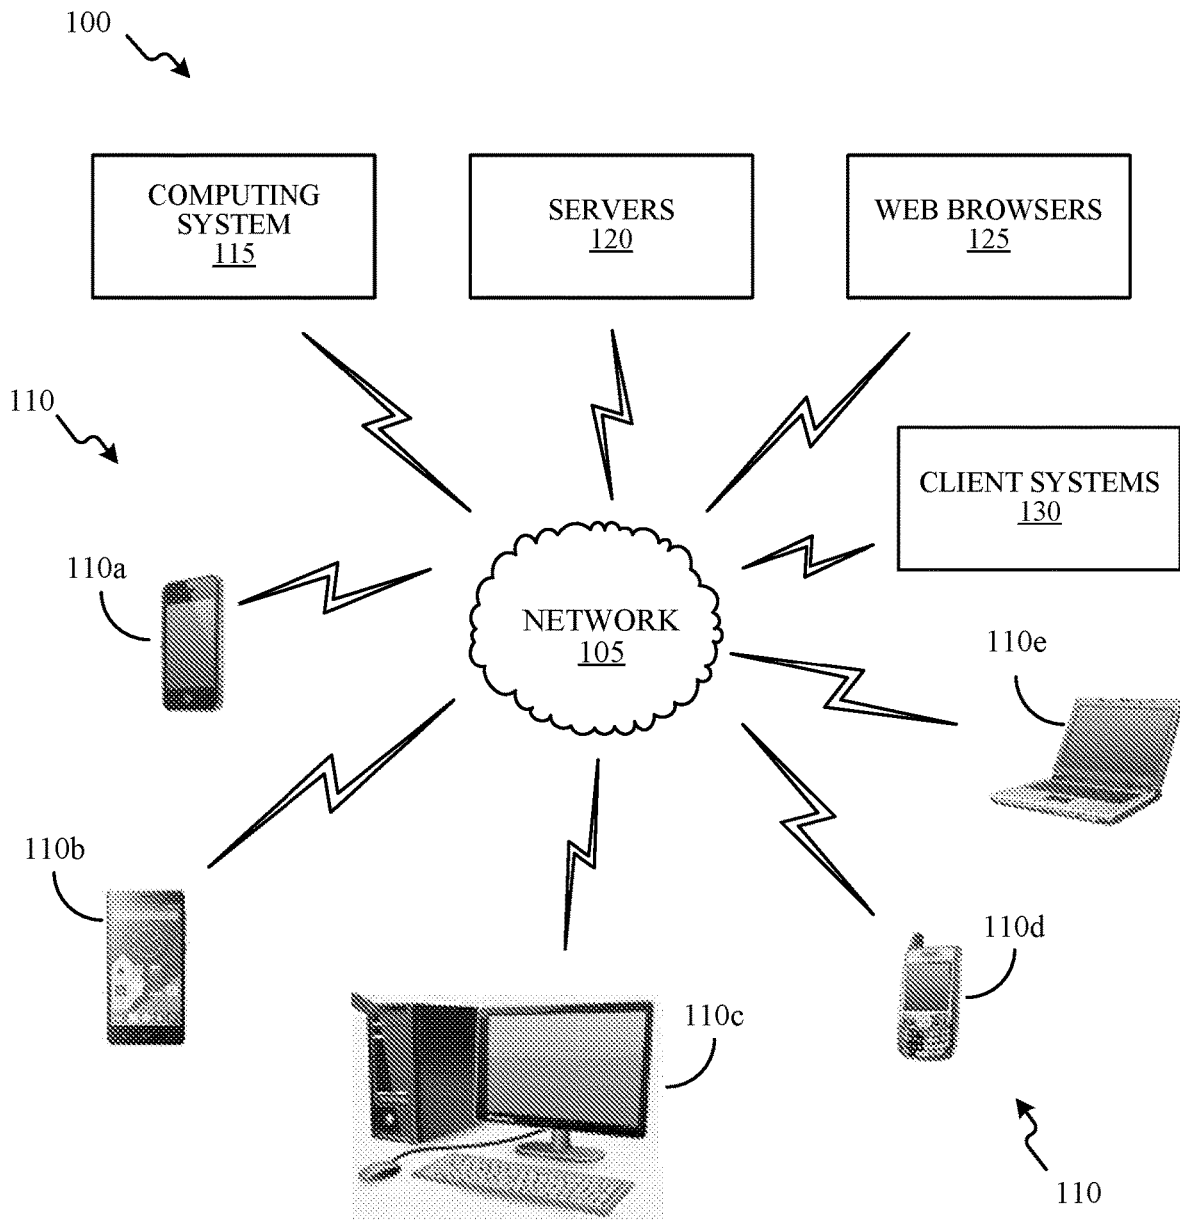 100
COMPUTING
SYSTEM
115
SERVERS
120
WEB BROWSERS
125
110
CLIENT SYSTEMS
130
110a
NETWORK
105
110e
110b
110d
110c
110